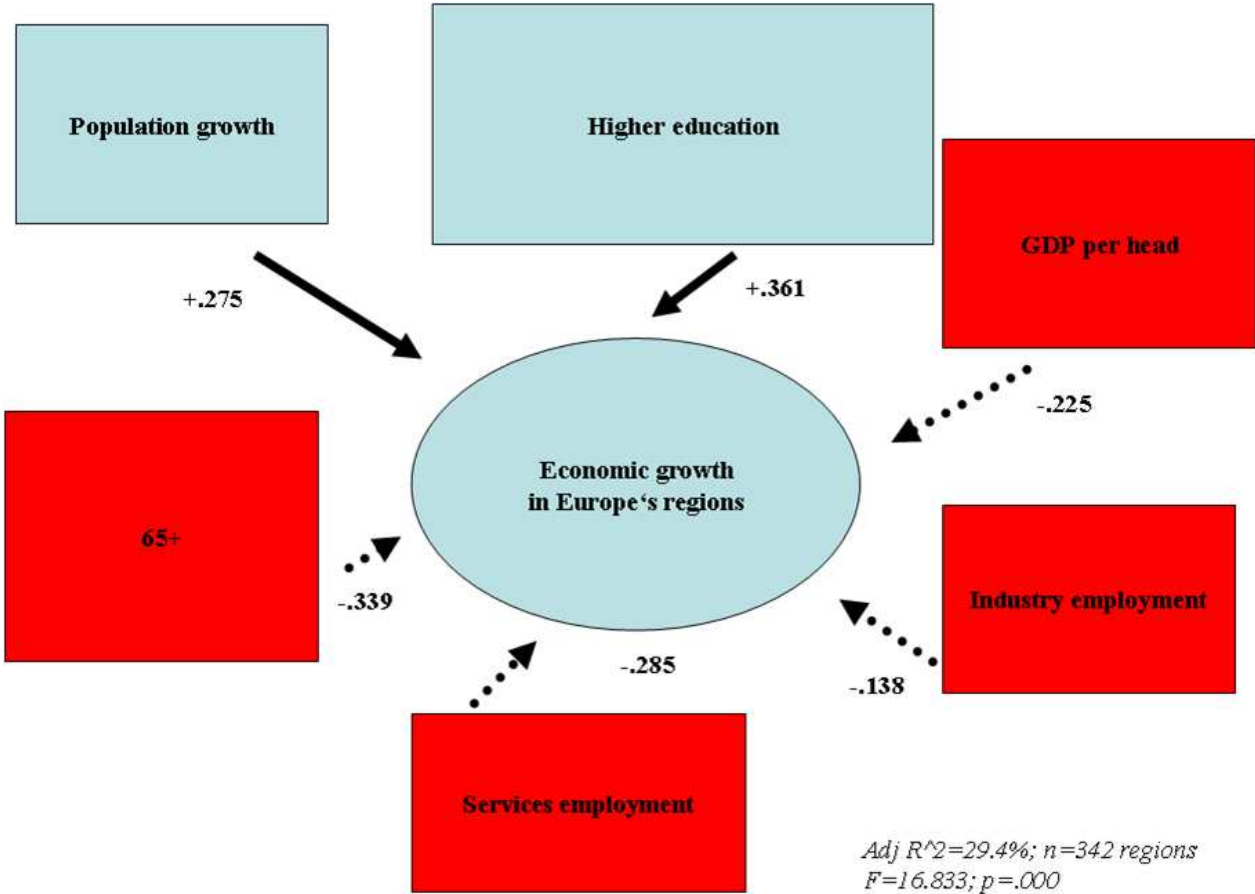 Population growth
Higher education
GDP per head
+.275
+.361
-.225
Economic growth
in Europe‘s regions
65+
-.339
Industry employment
-.285
-.138
Services employment
Adj R^2=29.4%; n=342 regions
F=16.833; p=.000